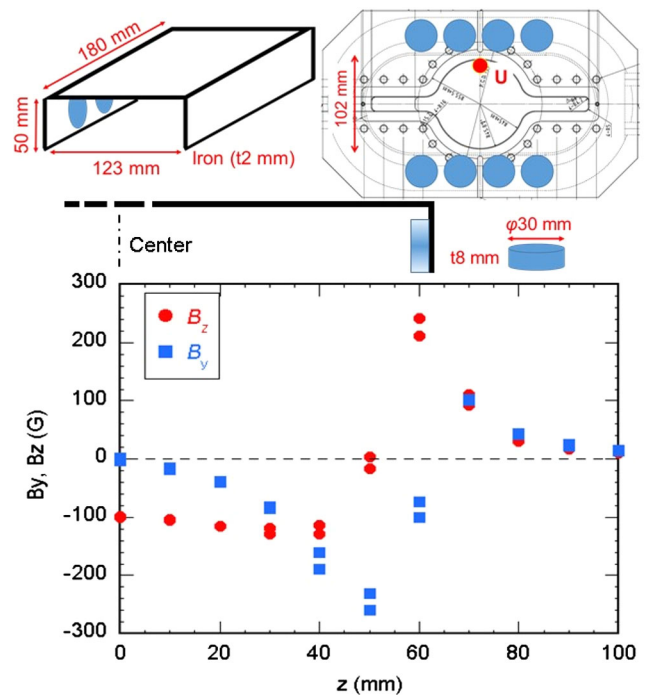 180 mm
50 mm
123 mm
Iron (t2 mm)
102 mm
U
Center
φ30 mm
t8 mm
300
200
100
0
-100
-200
-300
By, Bz (G)
Bz
By
0
20
40
60
80
100
z (mm)